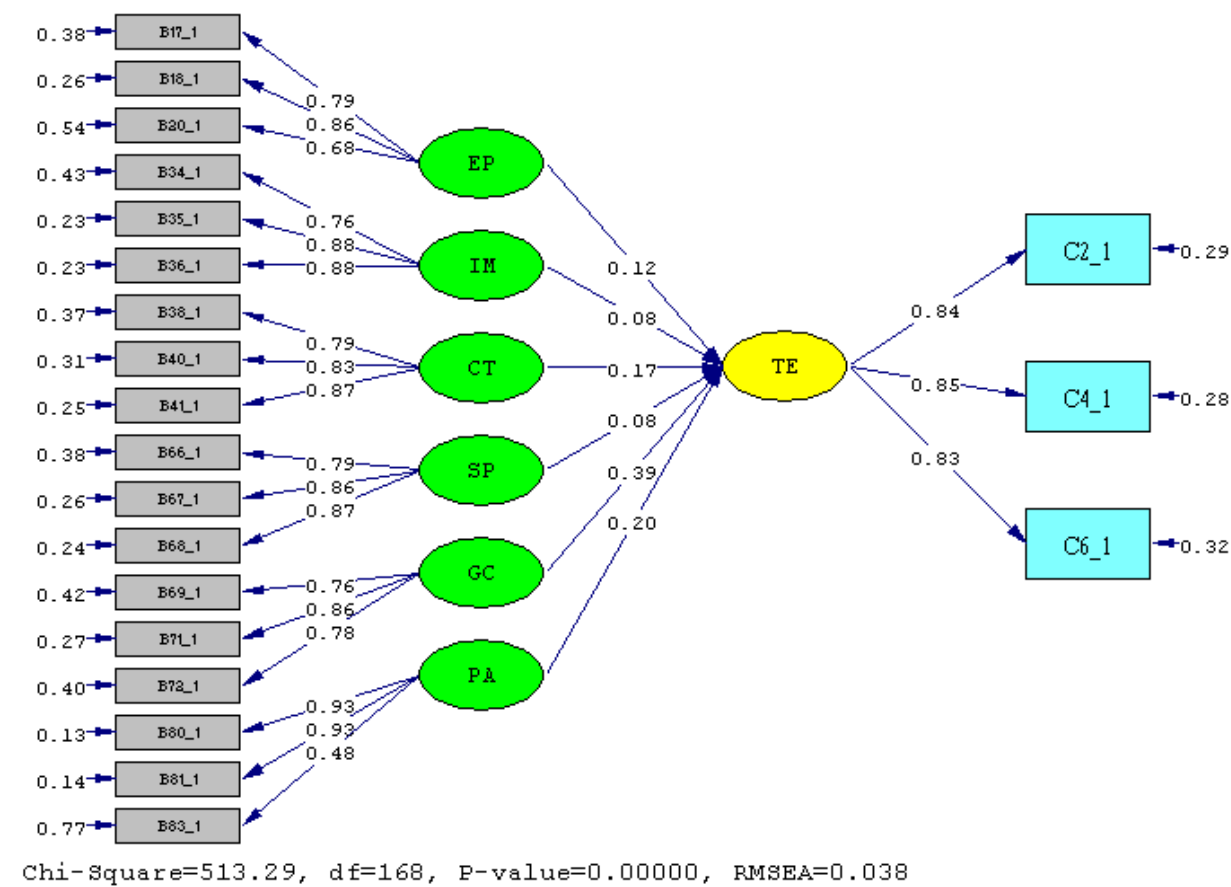 0.38 B17_1
0.26 B18_1
0.79
0.54 B20_1 0.86
0.68
0.43 B34_1 EP
0.23 B35_1 0.76
0.88
0.23 B36_1 0.88 IM 0.12 C2_1 0.29
0.37 B38_1 0.08 0.84
0.79
0.31 B40_1 0.83 CT 0.17 TE
0.87 0.85
0.25 B41_1 C4_1 0.28
0.08
0.38 B66_1 0.79 SP 0.39 0.83
0.26 B67_1 0.86
0.87 0.20
0.24 B68_1 C6_1 0.32
0.42 B69_1 0.76 GC
0.86
0.27 B71_1 0.78
0.40 B72_1 PA
0.93
0.13 B80_1 0.93
0.48
0.14 B81_1
0.77 B83_1
Chi-Square=513.29, df=168, P-value=0.00000, RMSEA=0.038